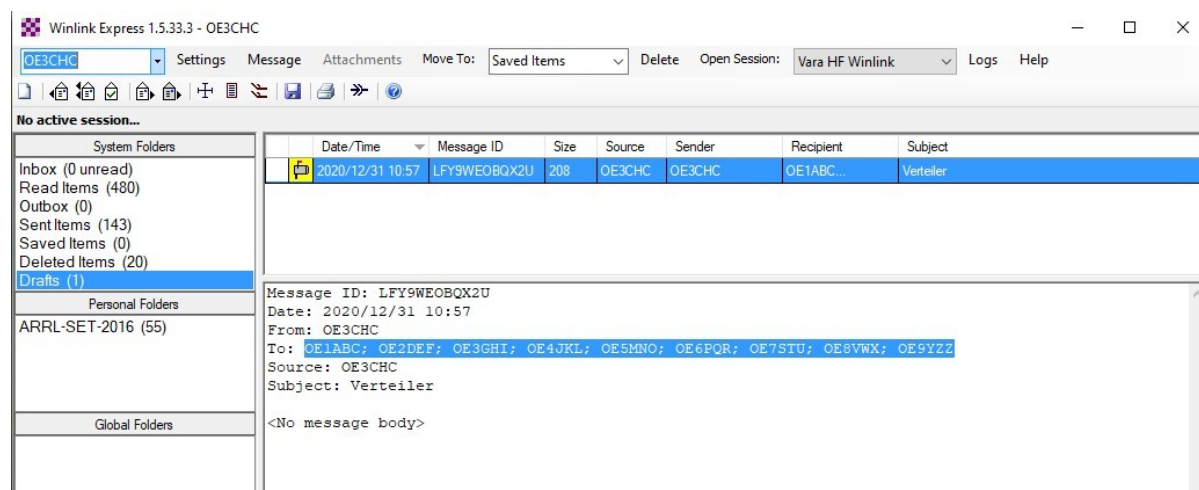 Winlink Express 1.5.33.3 - OE3CHC
OE3CHC Settings Message Attachments Move To: Saved Items Delete Open Session: Vara HF Winlink Logs Help
No active session...
System Folders
Inbox (0 unread)
Read Items (480)
Outbox (0)
Sent Items (143)
Saved Items (0)
Deleted Items (20)
Drafts (1)
Personal Folders
ARRL-SET-2016 (55)
Global Folders
Date/Time Message ID Size Source Sender Recipient Subject
2020/12/31 10:57 LFY9WEOBQX2U 208 OE3CHC OE3CHC OE1ABC... Verteiler
Message ID: LFY9WEOBQX2U
Date: 2020/12/31 10:57
From: OE3CHC
To: OE1ABC; OE2DEF; OE3GHI; OE4JKL; OE5MNO; OE6PQR; OE7STU; OE8VWX; OE9YZZ
Source: OE3CHC
Subject: Verteiler
<No message body>